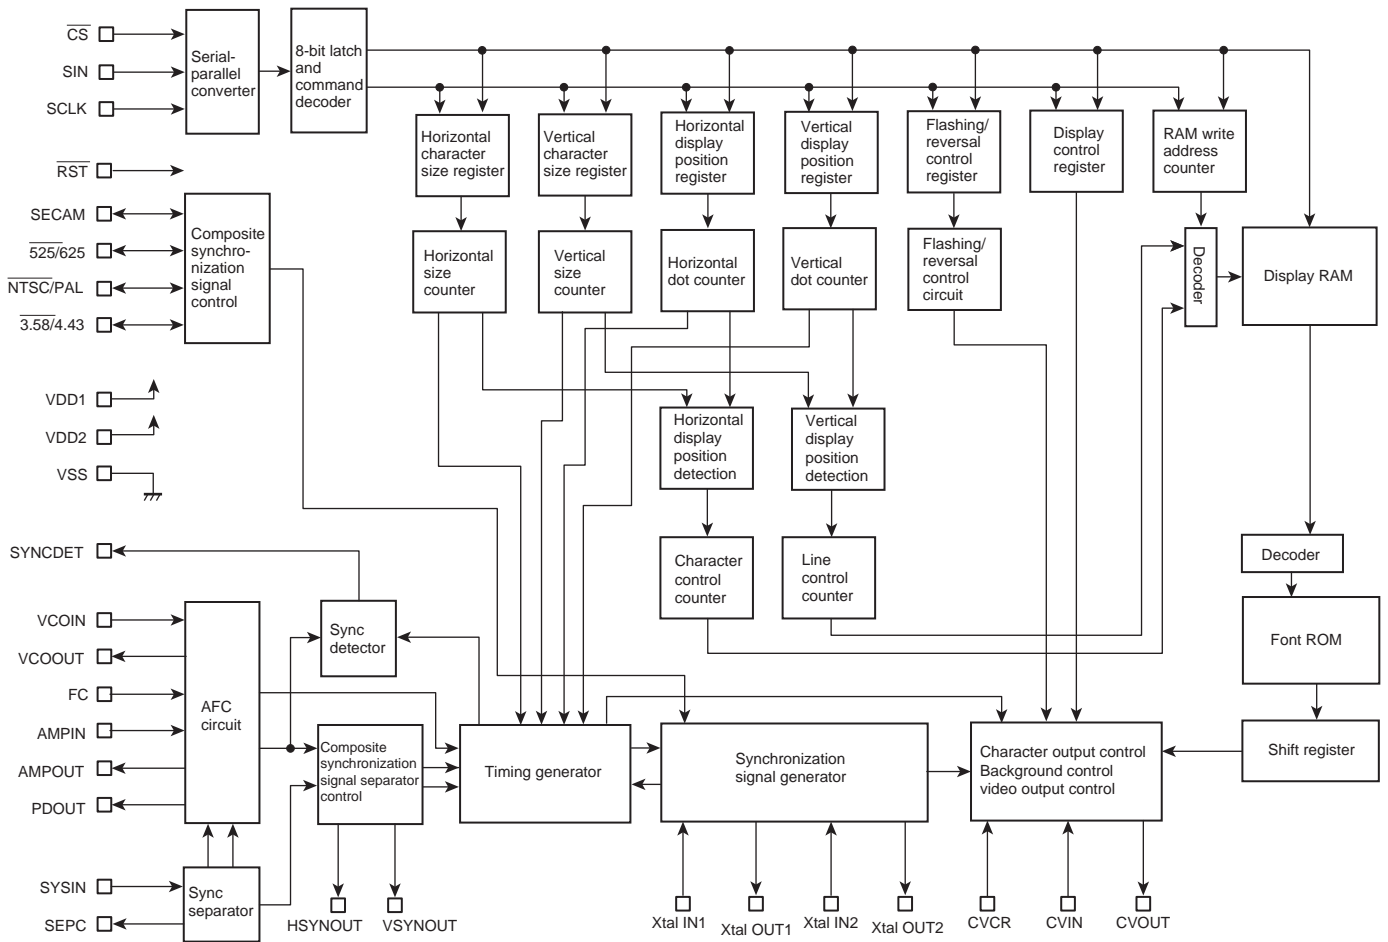 CS
SIN
SCLK
Serial-
parallel
converter
8-bit latch
and
command
decoder
Horizontal
character
size register
Vertical
character
size register
Horizontal
display
position
register
Vertical
display
position
register
Flashing/
reversal
control
register
Display
control
register
RAM write
address
counter
RST
SECAM
525/625
NTSC/PAL
3.58/4.43
Composite
synchro-
nization
signal
control
Horizontal
size
counter
Vertical
size
counter
Horizontal
dot counter
Vertical
dot counter
Flashing/
reversal
control
circuit
Decoder
Display RAM
VDD1
VDD2
VSS
Horizontal
display
position
detection
Vertical
display
position
detection
SYNCDET
Character
control
counter
Line
control
counter
Decoder
VCOIN
VCOOUT
FC
AMPIN
AMPOUT
PDOUT
AFC
circuit
Sync
detector
Font ROM
Composite
synchronization
signal separator
control
Timing generator
Synchronization
signal generator
Character output control
Background control
video output control
Shift register
SYSIN
SEPC
Sync
separator
HSYNOUT
VSYNOUT
Xtal IN1
Xtal OUT1
Xtal IN2
Xtal OUT2
CVCR
CVIN
CVOUT